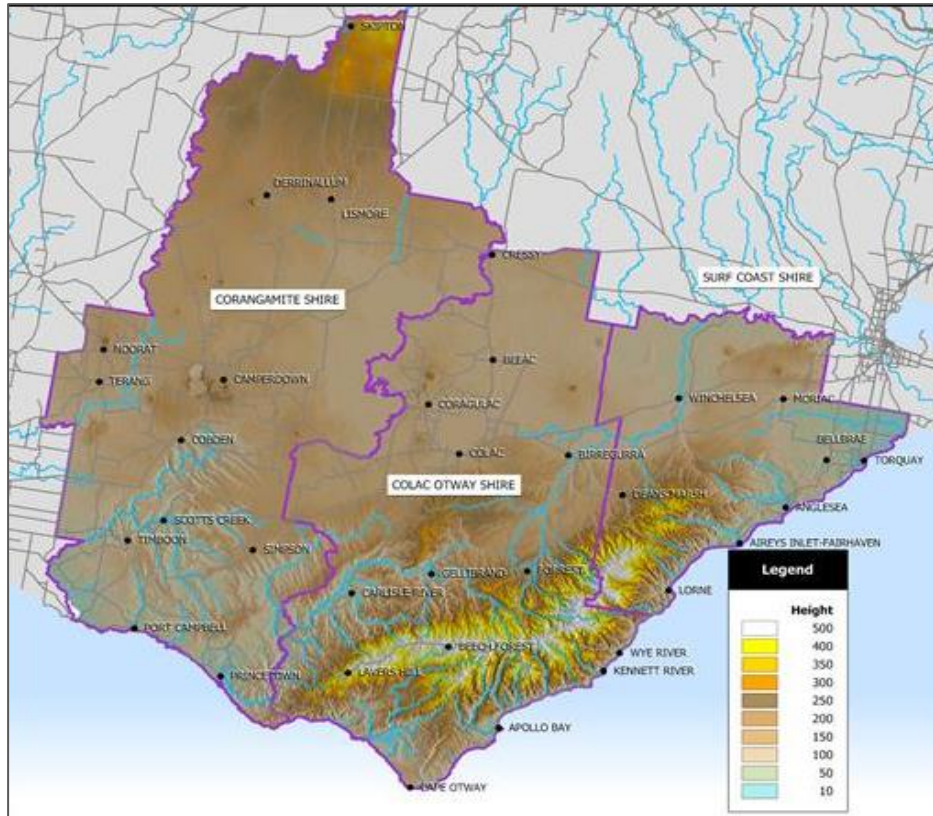 SKIPTON
DERRINALLUM
LISMORE
CRESSY
SURF COAST SHIRE
CORANGAMITE SHIRE
NOORAT
BEEAC
TERANG
CAMPERDOWN
WINCHELSEA
MORIAC
CORAGULAC
COBDEN
BELLBRAE
COLAC
BIRREGURRA
TORQUAY
COLAC OTWAY SHIRE
DEANS MARSH
ANGLESEA
SCOTTS CREEK
TIMBOON
SIMPSON
AIREYS INLET-FAIRHAVEN
GELLIBRAND
FORREST
CARLISLE RIVER
LORNE
PORT CAMPBELL
BEECH FOREST
WYE RIVER
PRINCETOWN
LAVERS HILL
KENNETT RIVER
APOLLO BAY
CAPE OTWAY
Legend
Height
500
400
350
300
250
200
150
100
50
10